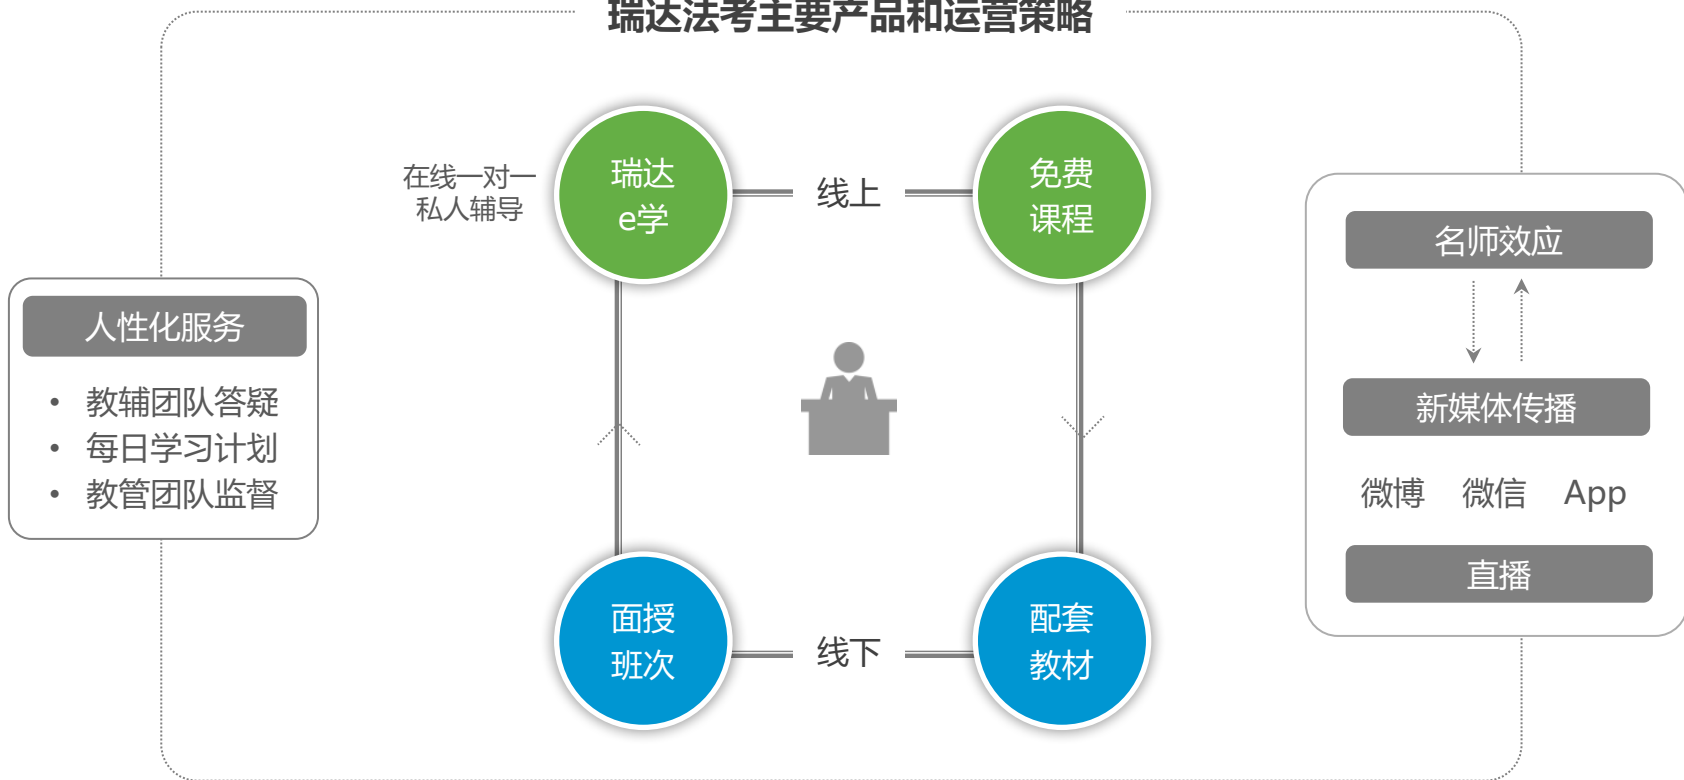 瑞达法考主要产品和运营策略
在线一对一
私人辅导
瑞达
e学
线上
免费
课程
人性化服务
• 教辅团队答疑
• 每日学习计划
• 教管团队监督
名师效应
新媒体传播
微博 微信 App
直播
面授
班次
线下
配套
教材